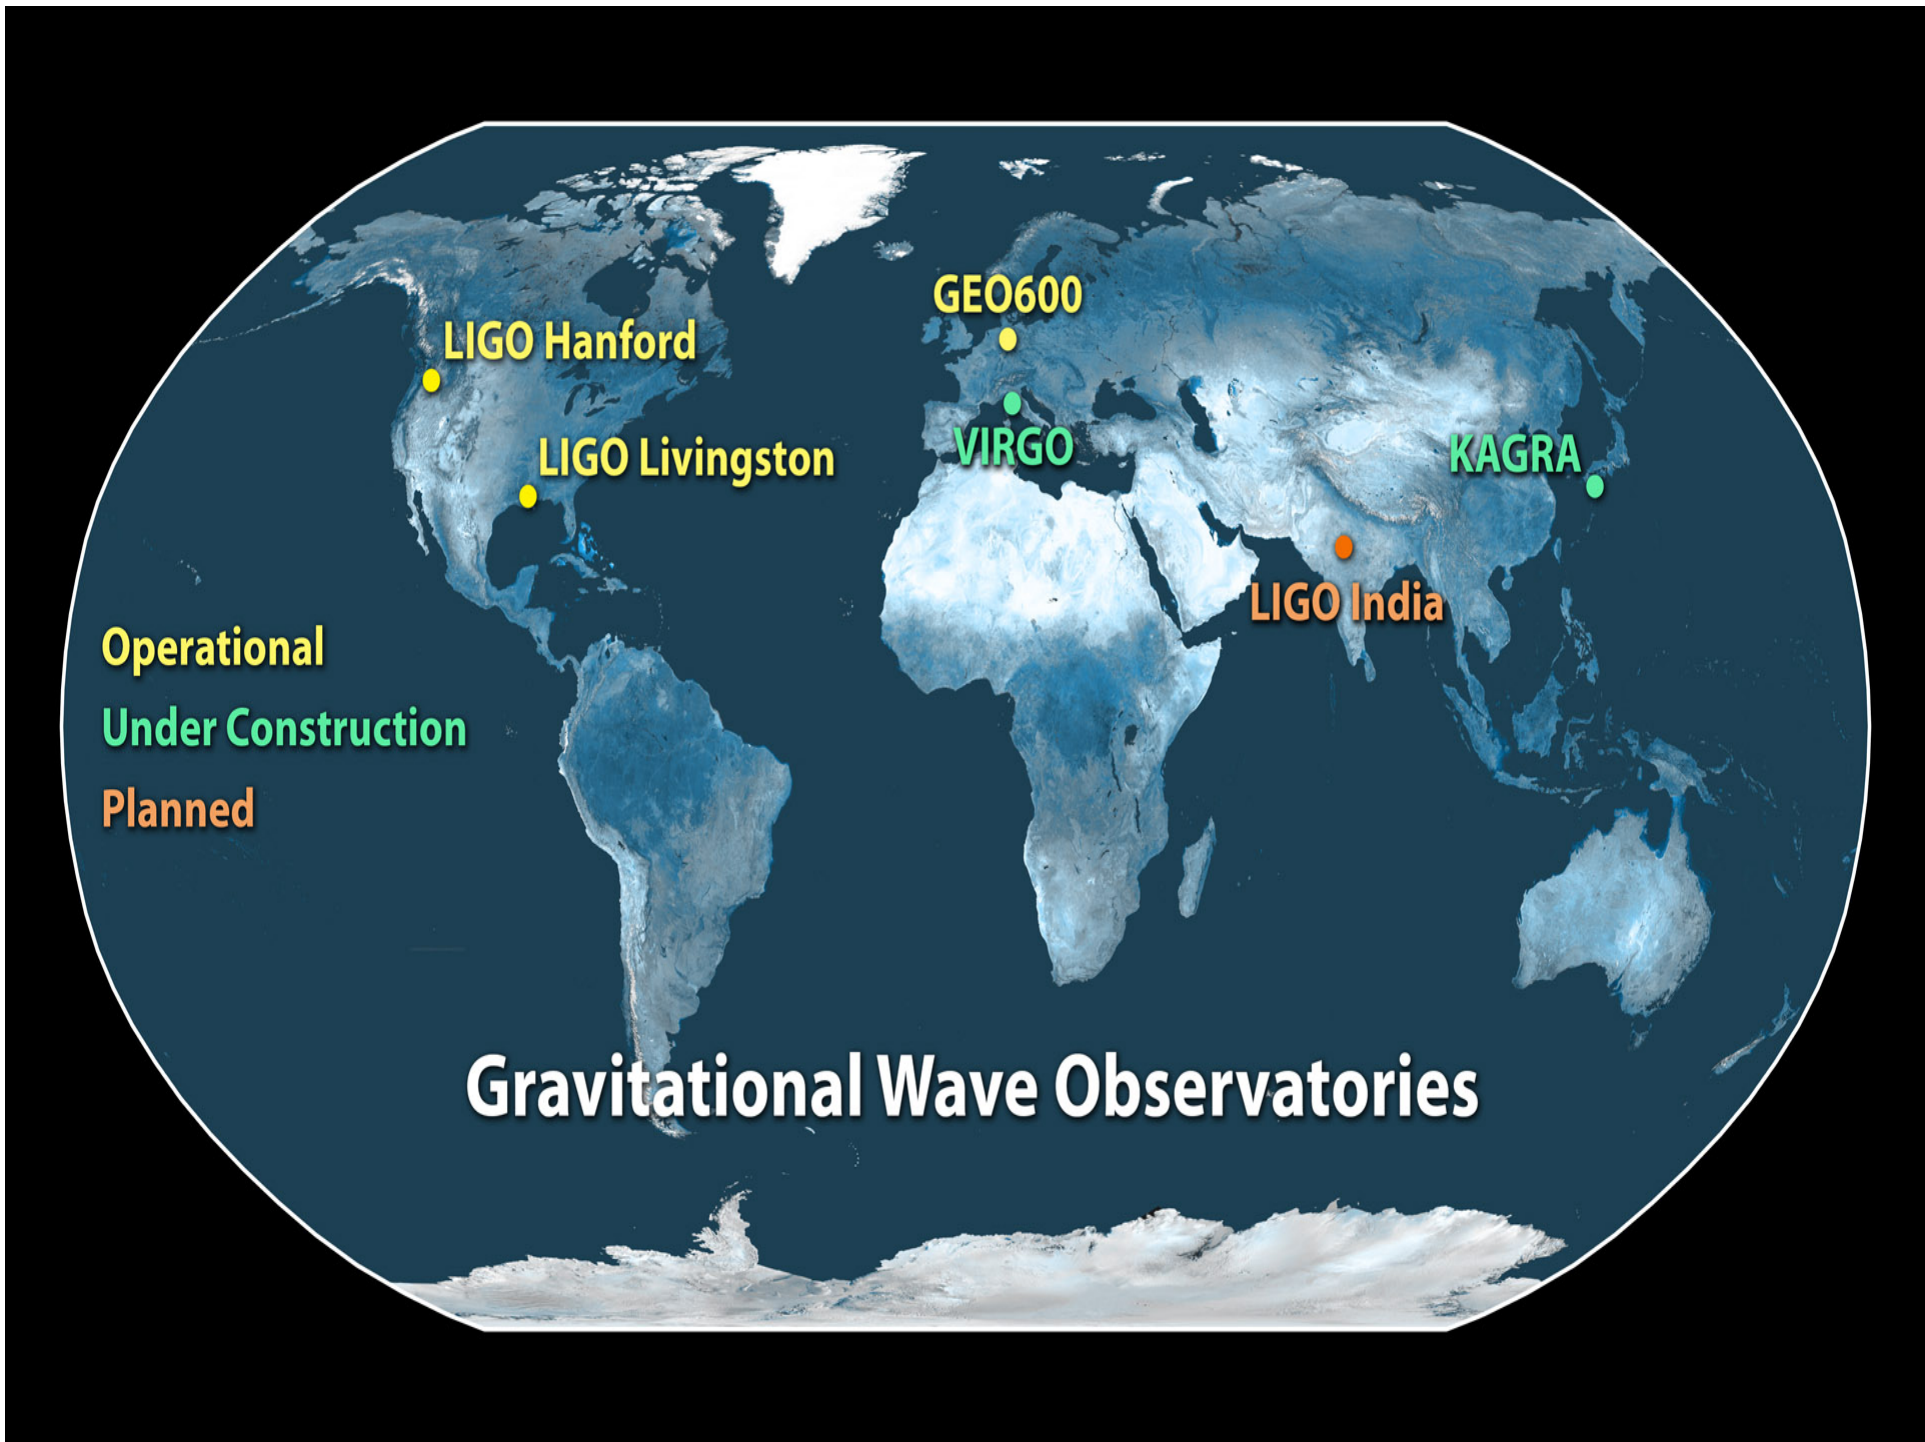 GEO600
LIGO Hanford
VIRGO
KAGRA
LIGO Livingston
LIGO India
Operational
Under Construction
Planned
Gravitational Wave Observatories